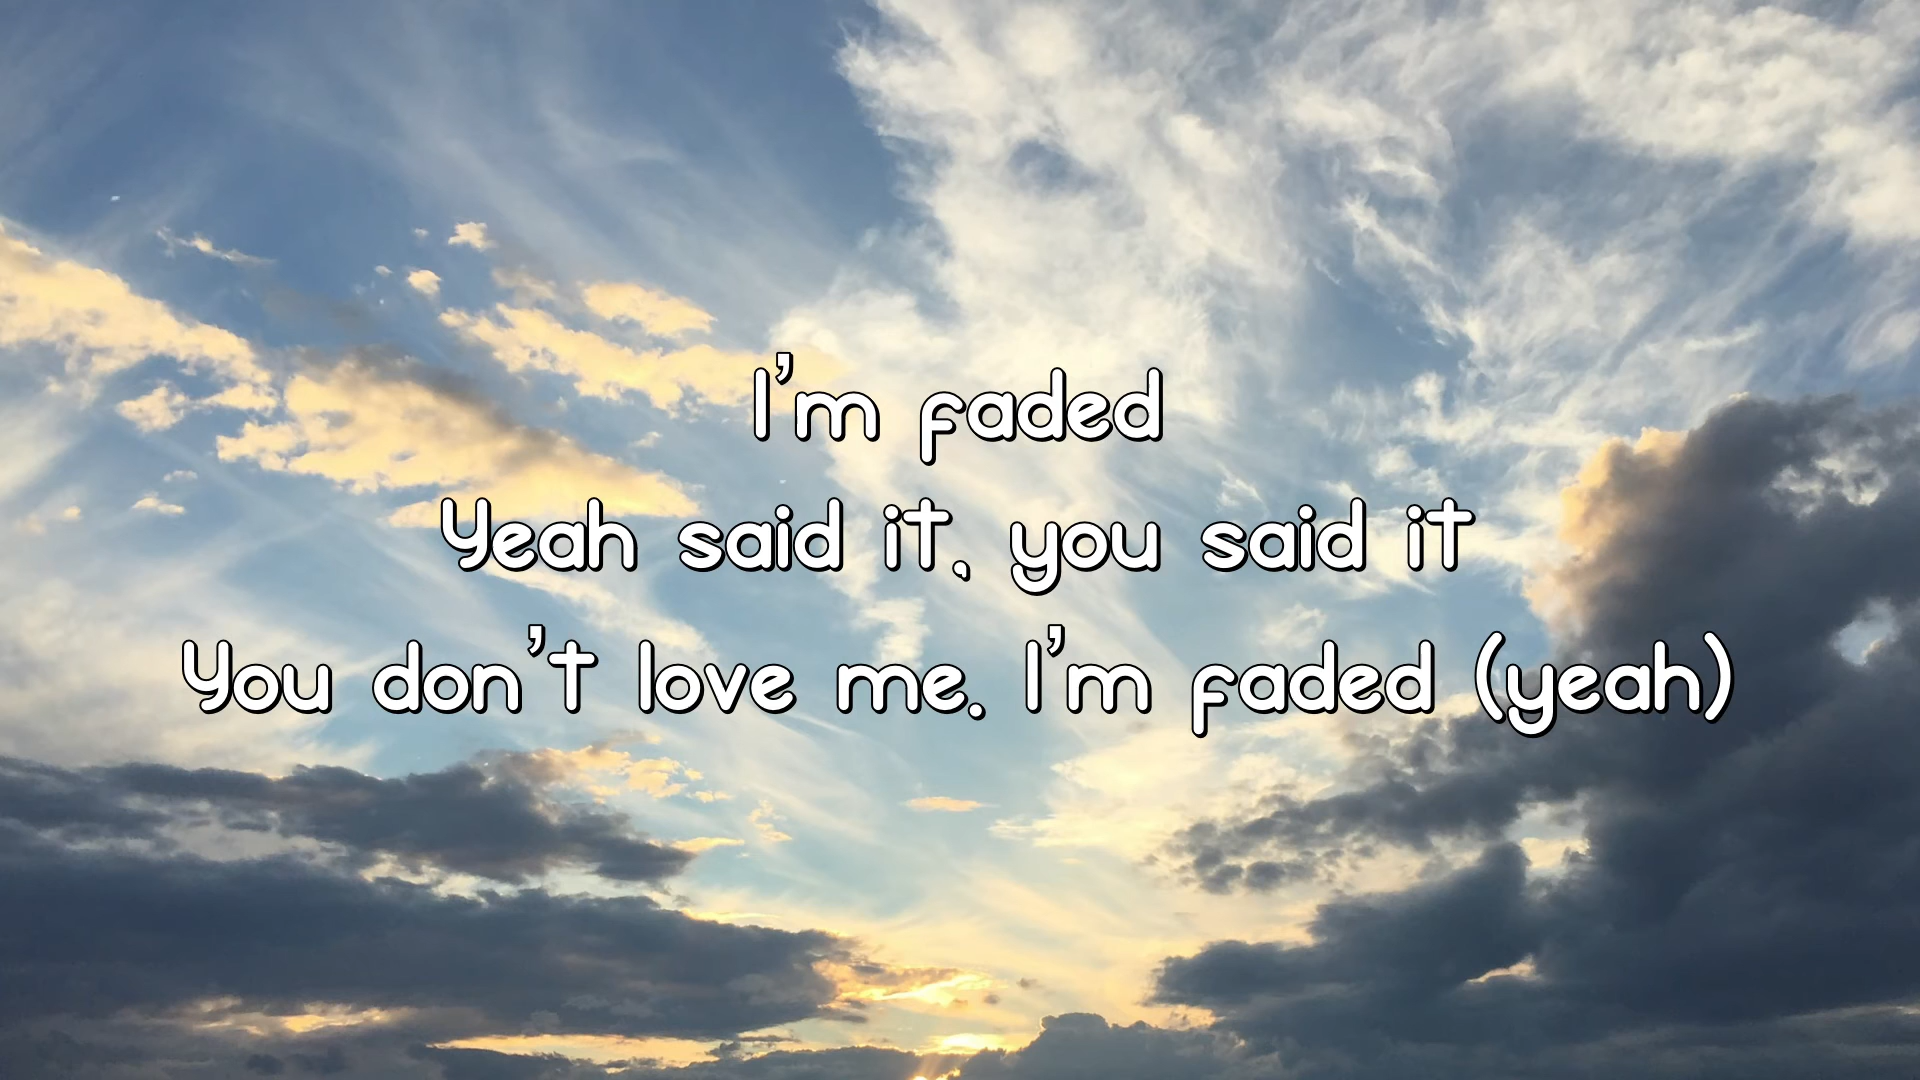 I'm faded
Yeah said it, you said it
You don't love me, I'm faded (yeah)